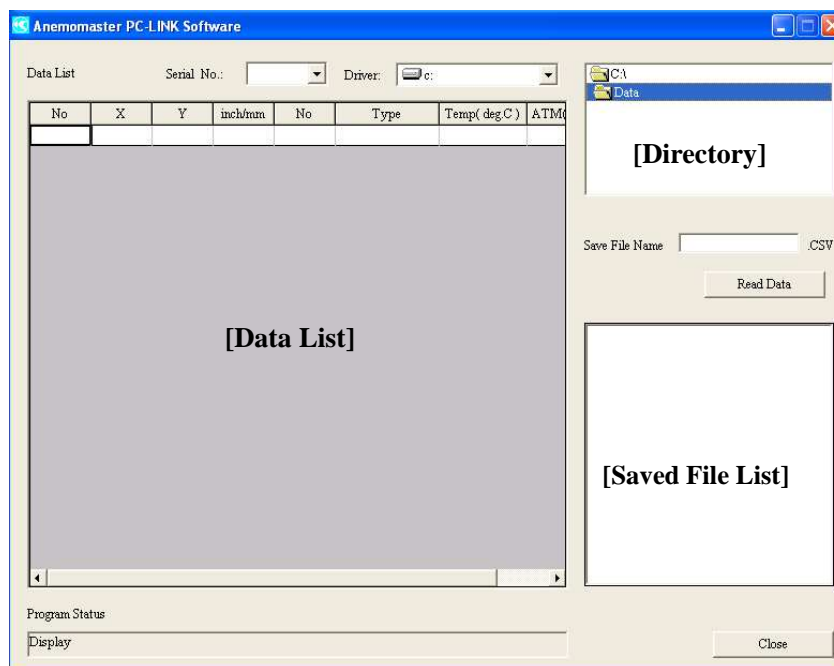 Anemomaster PC-LINK Software
Data List Serial No.: Driver: c:
C:\
Data
No X Y inch/mm No Type Temp( deg.C ) ATM(
[Directory]
Save File Name .CSV
Read Data
[Data List]
[Saved File List]
Program Status
Display
Close